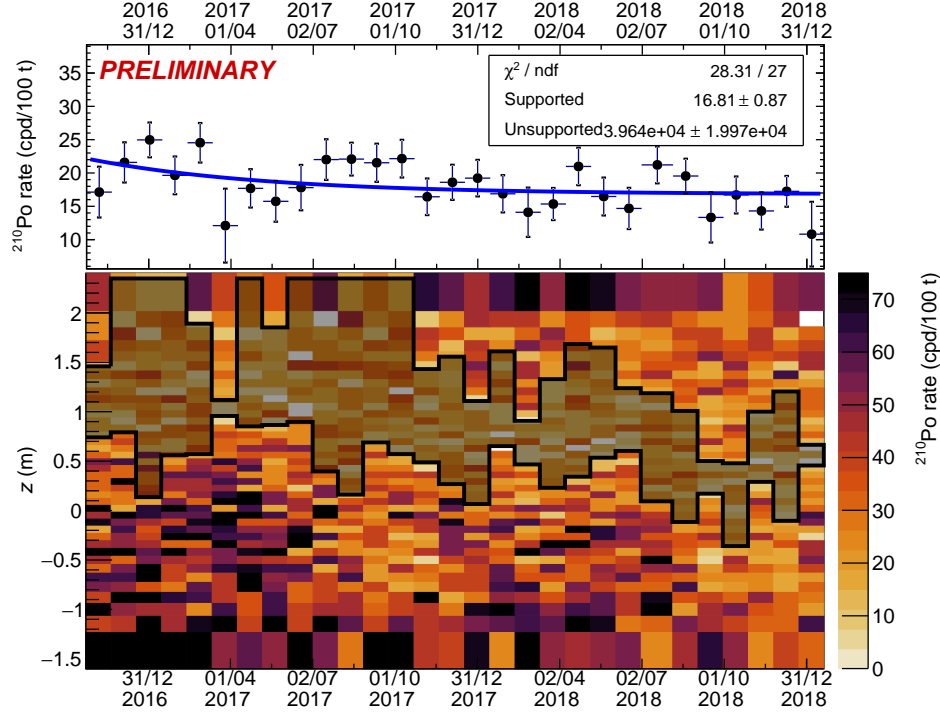 2016 2017 2017 2017 2017 2018 2018 2018 2018
31/12 01/04 02/07 01/10 31/12 02/04 02/07 01/10 31/12
PRELIMINARY
χ² / ndf 28.31 / 27
Supported 16.81 ± 0.87
Unsupported 3.964e+04 ± 1.997e+04
²¹⁰Po rate (cpd/100 t)
35
30
25
20
15
10
z (m)
2
1.5
1
0.5
0
−0.5
−1
−1.5
²¹⁰Po rate (cpd/100 t)
70
60
50
40
30
20
10
0
31/12 01/04 02/07 01/10 31/12 02/04 02/07 01/10 31/12
2016 2017 2017 2017 2017 2018 2018 2018 2018